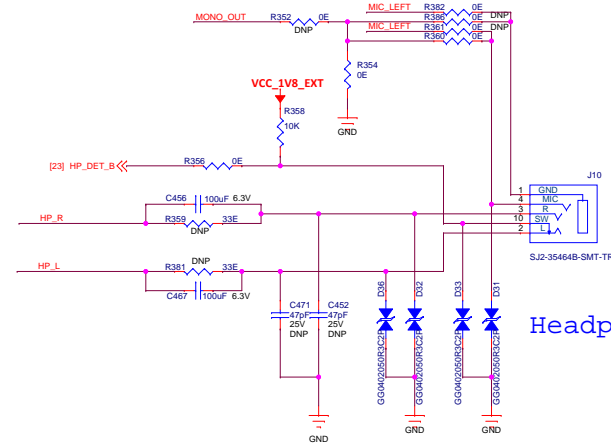 MIC_LEFT R382 0E
MONO_OUT R352 0E R386 DNP
MIC_LEFT R361 0E
DNP R360 DNP
0E
R354
0E
VCC_1V8_EXT
R358
10K
GND
[23] HP_DET_B R356 0E
J10
1 GND
4 MIC
3 R
10 SW
2 L
C456 100uF 6.3V
HP_R R359 33E
DNP
SJ2-35464B-SMT-TR
DNP
HP_L R381 33E
C467 100uF 6.3V
D36 D32 D33 D31
C471 C452
47pF 47pF
25V 25V
DNP DNP
Headp
GG0402050R3C2P GG0402050R3C2P GG0402050R3C2P GG0402050R3C2P
GND GND GND